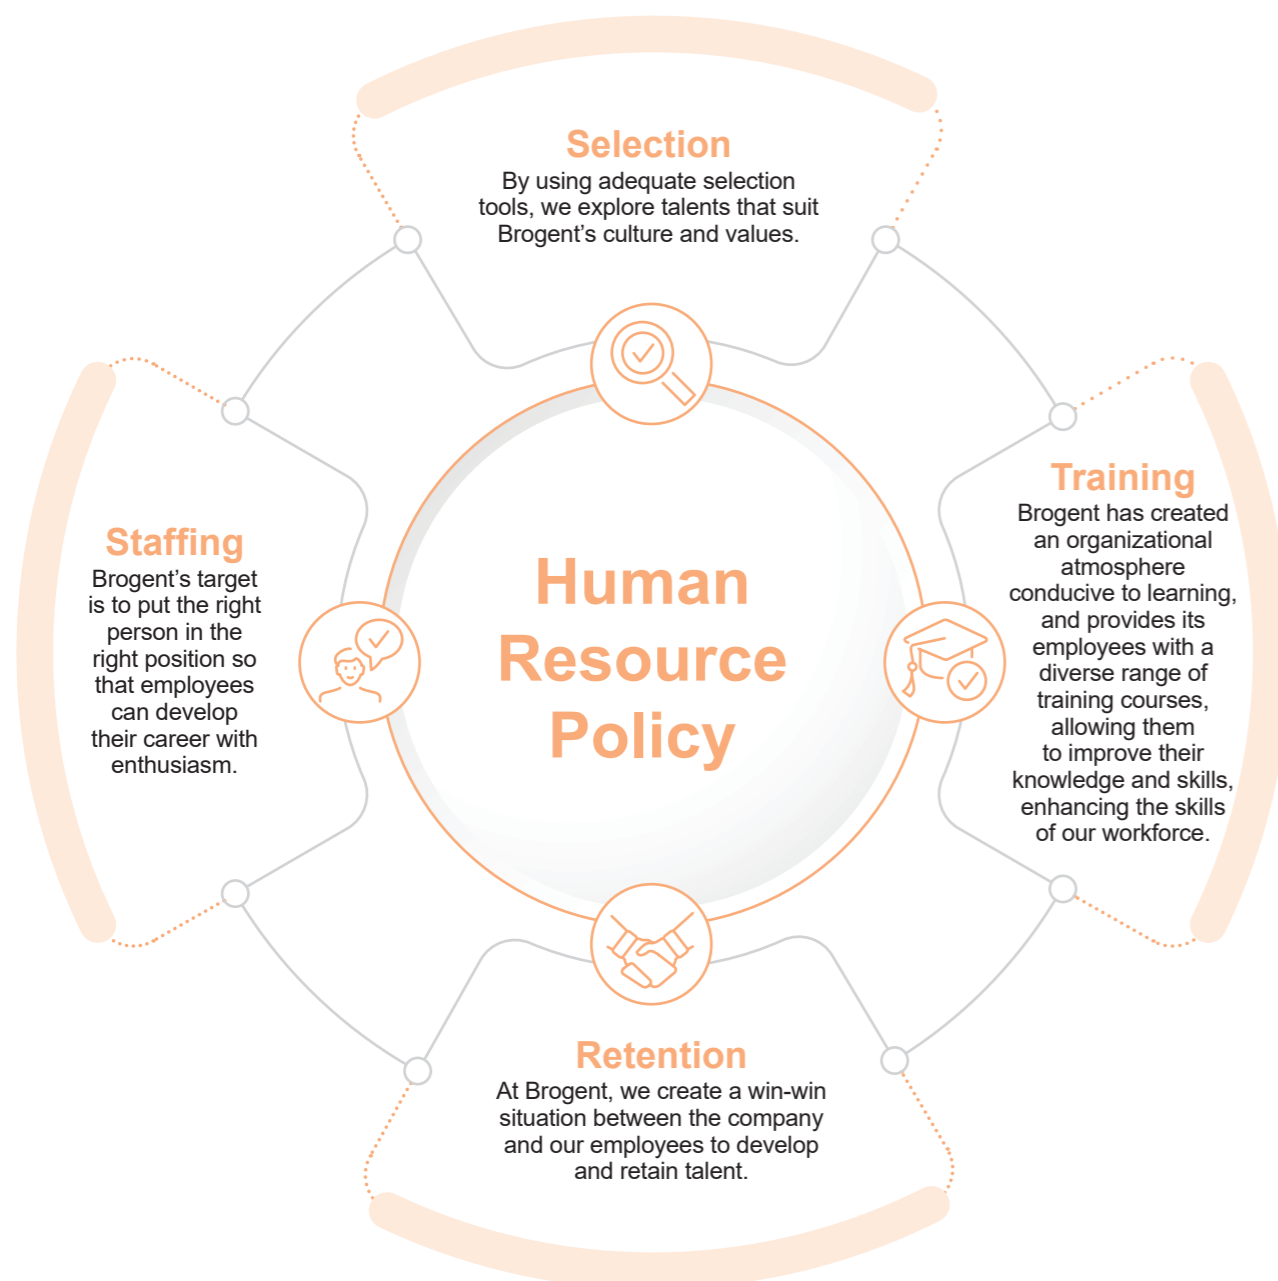 Selection
By using adequate selection
tools, we explore talents that suit
Brogent’s culture and values.
Training
Brogent has created
an organizational
atmosphere
conducive to learning,
and provides its
employees with a
diverse range of
training courses,
allowing them
to improve their
knowledge and skills,
enhancing the skills
of our workforce.
Staffing
Brogent’s target
is to put the right
person in the
right position so
that employees
can develop
their career with
enthusiasm.
Human
Resource
Policy
Retention
At Brogent, we create a win-win
situation between the company
and our employees to develop
and retain talent.